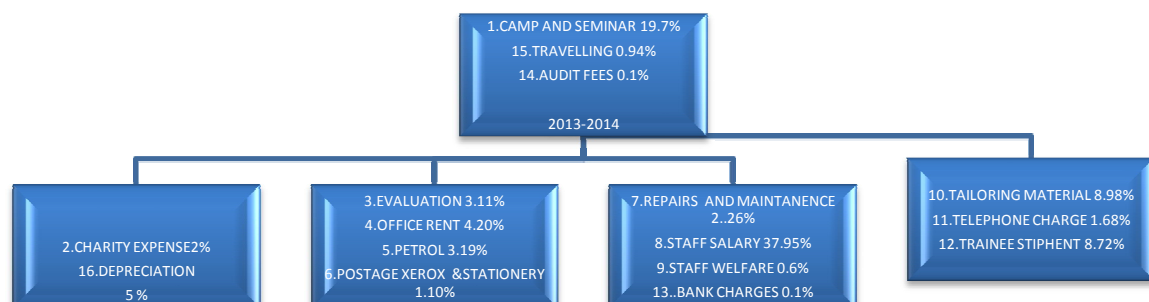 1.CAMP AND SEMINAR 19.7%
15.TRAVELLING 0.94%
14.AUDIT FEES 0.1%
2013-2014
2.CHARITY EXPENSE2%
16.DEPRECIATION
5 %
3.EVALUATION 3.11%
4.OFFICE RENT 4.20%
5.PETROL 3.19%
6.POSTAGE XEROX &STATIONERY
1.10%
7.REPAIRS AND MAINTANENCE
2..26%
8.STAFF SALARY 37.95%
9.STAFF WELFARE 0.6%
13..BANK CHARGES 0.1%
10.TAILORING MATERIAL 8.98%
11.TELEPHONE CHARGE 1.68%
12.TRAINEE STIPHENT 8.72%